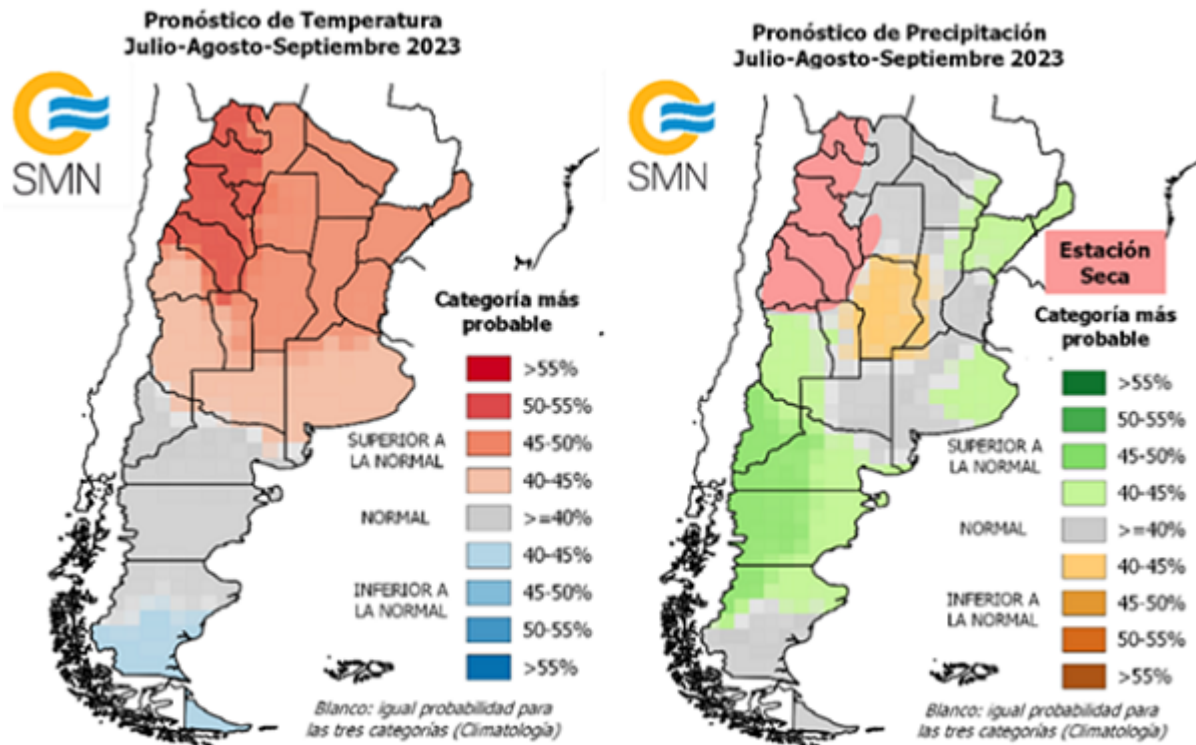 Pronóstico de Temperatura
Julio-Agosto-Septiembre 2023
SMN
Categoría más
probable
>55%
50-55%
SUPERIOR A
LA NORMAL
45-50%
40-45%
NORMAL
>=40%
40-45%
INFERIOR A
LA NORMAL
45-50%
50-55%
>55%
Blanco: igual probabilidad para
las tres categorías (Climatología)
Pronóstico de Precipitación
Julio-Agosto-Septiembre 2023
SMN
Estación
Seca
Categoría más
probable
>55%
50-55%
SUPERIOR A
LA NORMAL
45-50%
40-45%
NORMAL
>=40%
40-45%
INFERIOR A
LA NORMAL
45-50%
50-55%
>55%
Blanco: igual probabilidad para
las tres categorías (Climatología)